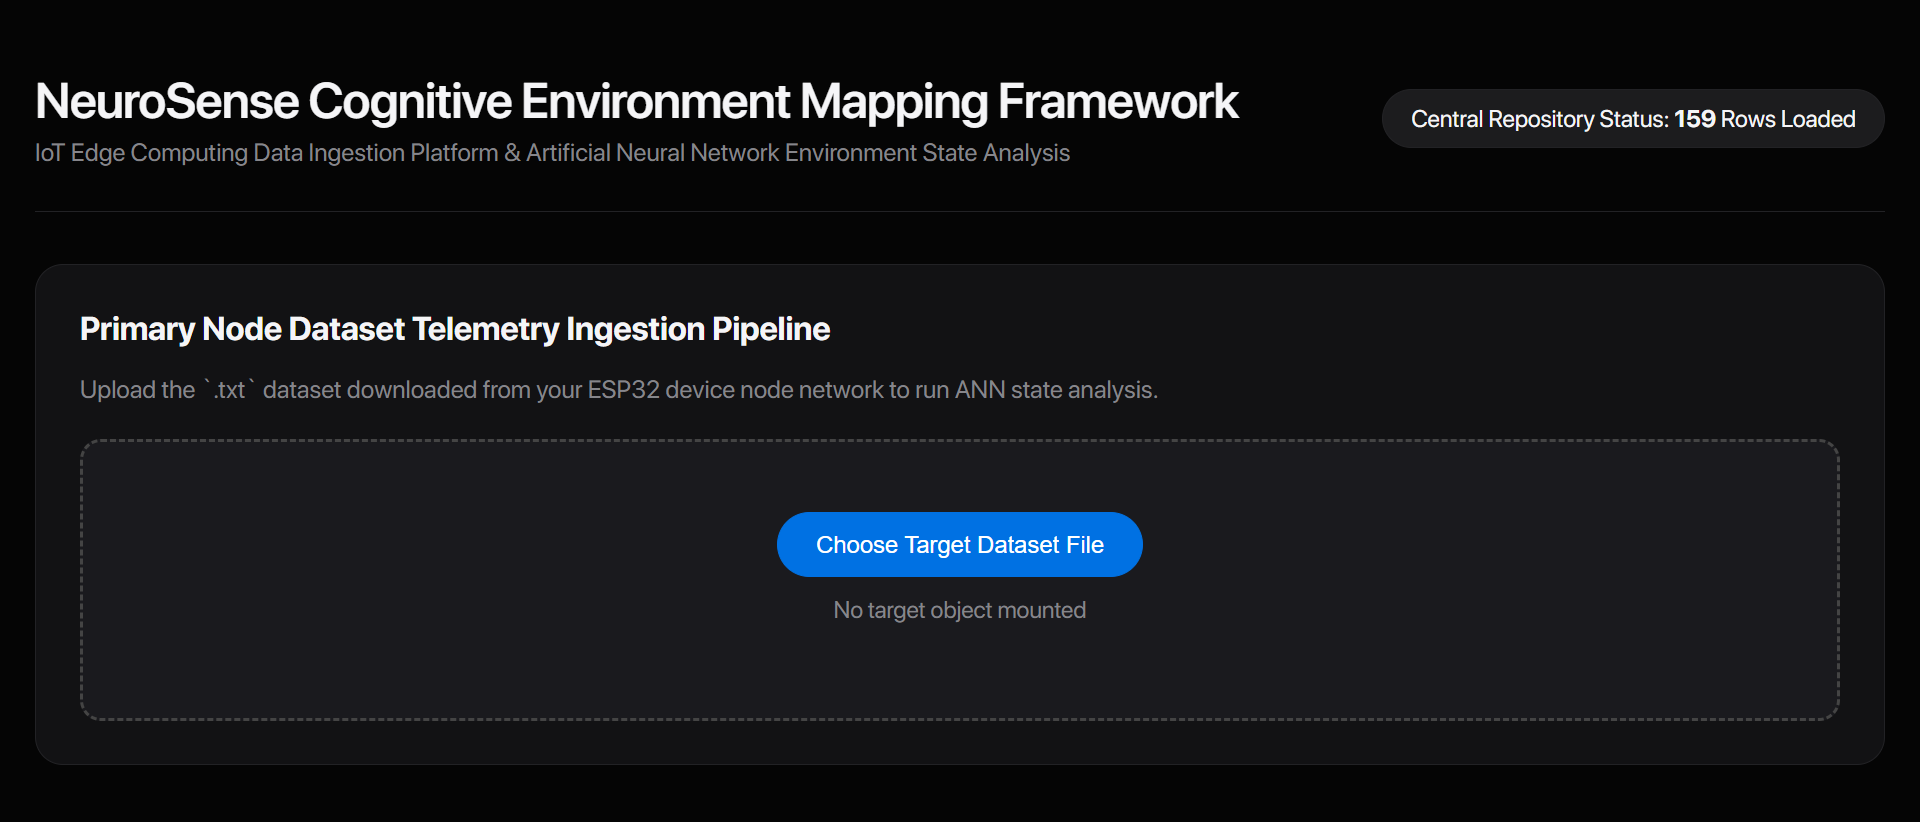 NeuroSense Cognitive Environment Mapping Framework
IoT Edge Computing Data Ingestion Platform & Artificial Neural Network Environment State Analysis
Central Repository Status: 159 Rows Loaded
Primary Node Dataset Telemetry Ingestion Pipeline
Upload the `.txt` dataset downloaded from your ESP32 device node network to run ANN state analysis.
Choose Target Dataset File
No target object mounted